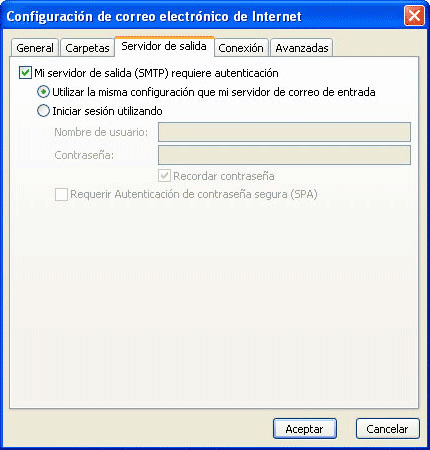 Configuración de correo electrónico de Internet
General Carpetas Servidor de salida Conexión Avanzadas
Mi servidor de salida (SMTP) requiere autenticación
Utilizar la misma configuración que mi servidor de correo de entrada
Iniciar sesión utilizando
Nombre de usuario:
Contraseña:
Recordar contraseña
Requerir Autenticación de contraseña segura (SPA)
Aceptar Cancelar